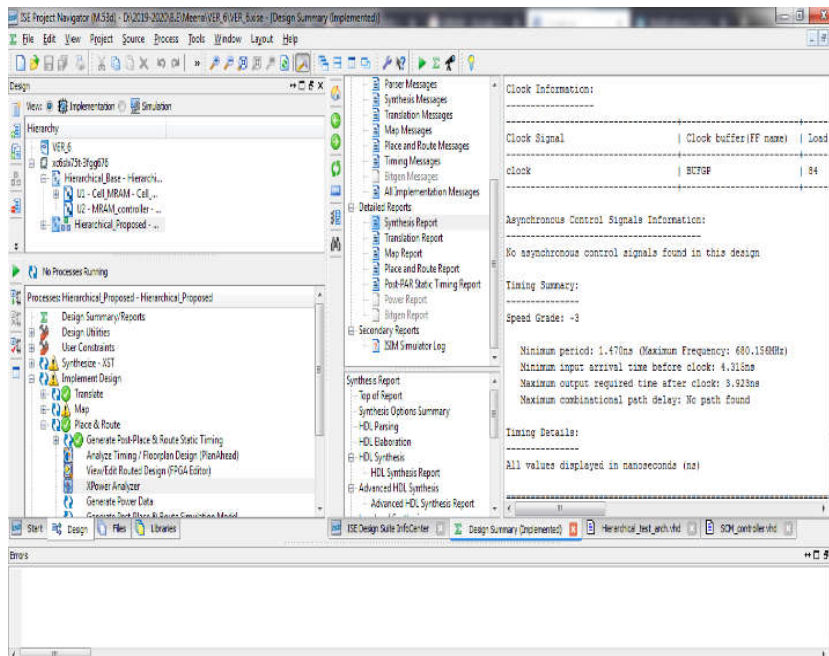 ISE Project Navigator (M.53d) - D:\2019-2020\B.E\Meena\VER_6\VER_6.xise - [Design Summary (Implemented)]
File Edit View Project Source Process Tools Window Layout Help
Design
View: Implementation Simulation
Hierarchy
VER_6
xc6slx75t-3fgg676
Hierarchical_Base - Hierarchi...
U1 - Cell_MRAM - Cell_...
U2 - MRAM_controller - ...
Hierarchical_Proposed - ...
No Processes Running
Processes: Hierarchical_Proposed - Hierarchical_Proposed
Design Summary/Reports
Design Utilities
User Constraints
Synthesize - XST
Implement Design
Translate
Map
Place & Route
Generate Post-Place & Route Static Timing
Analyze Timing / Floorplan Design (PlanAhead)
View/Edit Routed Design (FPGA Editor)
XPower Analyzer
Generate Power Data
Generate Post-Place & Route Simulation Model
Start Design Files Libraries
Parser Messages
Synthesis Messages
Translation Messages
Map Messages
Place and Route Messages
Timing Messages
Bitgen Messages
All Implementation Messages
Detailed Reports
Synthesis Report
Translation Report
Map Report
Place and Route Report
Post-PAR Static Timing Report
Power Report
Bitgen Report
Secondary Reports
ISIM Simulator Log
Synthesis Report
Top of Report
Synthesis Options Summary
HDL Parsing
HDL Elaboration
HDL Synthesis
HDL Synthesis Report
Advanced HDL Synthesis
Advanced HDL Synthesis Report
Clock Information:
------------------
Clock Signal | Clock buffer(FF name) | Load
clock | BUFGP | 84
Asynchronous Control Signals Information:
----------------------------------------
No asynchronous control signals found in this design
Timing Summary:
---------------
Speed Grade: -3
Minimum period: 1.470ns (Maximum Frequency: 680.156MHz)
Minimum input arrival time before clock: 4.315ns
Maximum output required time after clock: 3.923ns
Maximum combinational path delay: No path found
Timing Details:
---------------
All values displayed in nanoseconds (ns)
ISE Design Suite InfoCenter Design Summary (Implemented) Hierarchical_test_arch.vhd SCM_controller.vhd
Errors